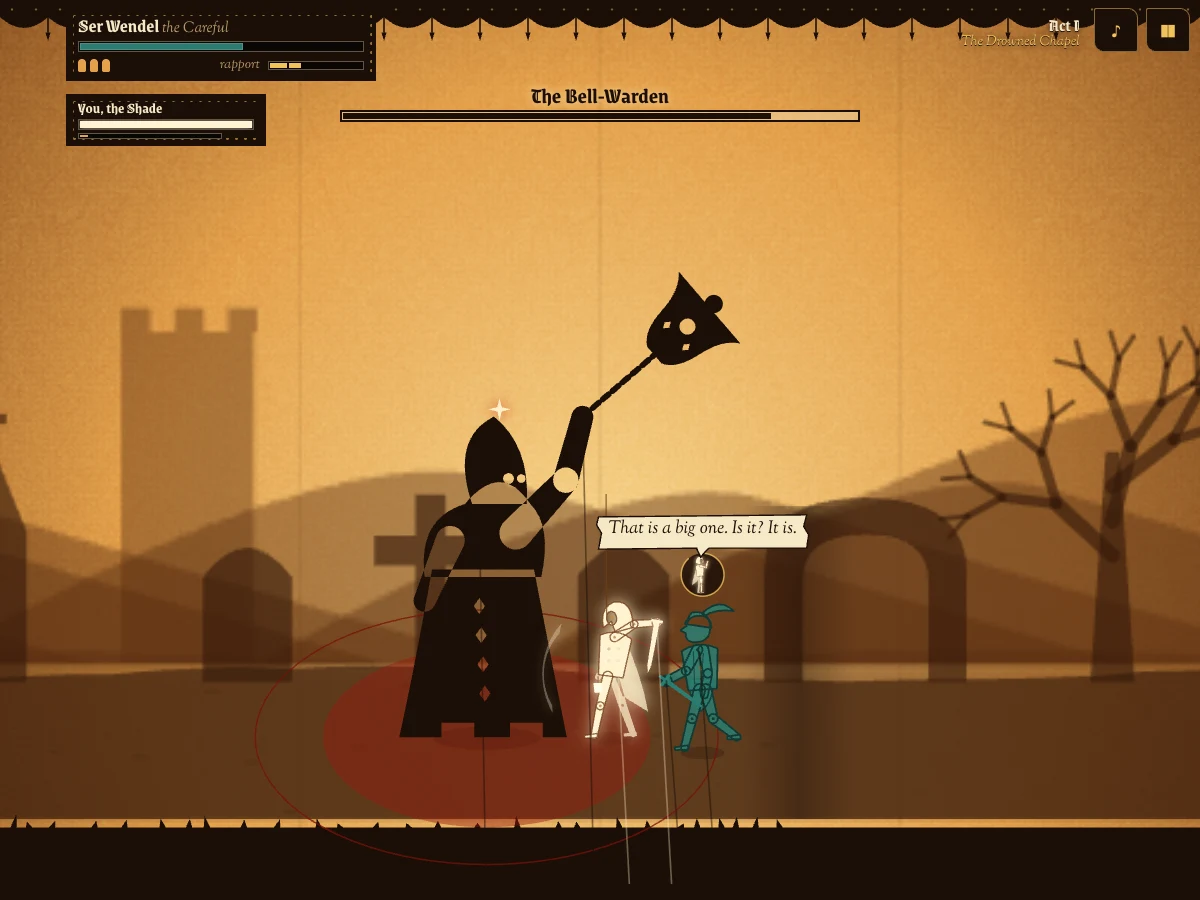 Ser Wendel the Careful
rapport
You, the Shade
The Bell-Warden
Act I
The Drowned Chapel
That is a big one. Is it? It is.